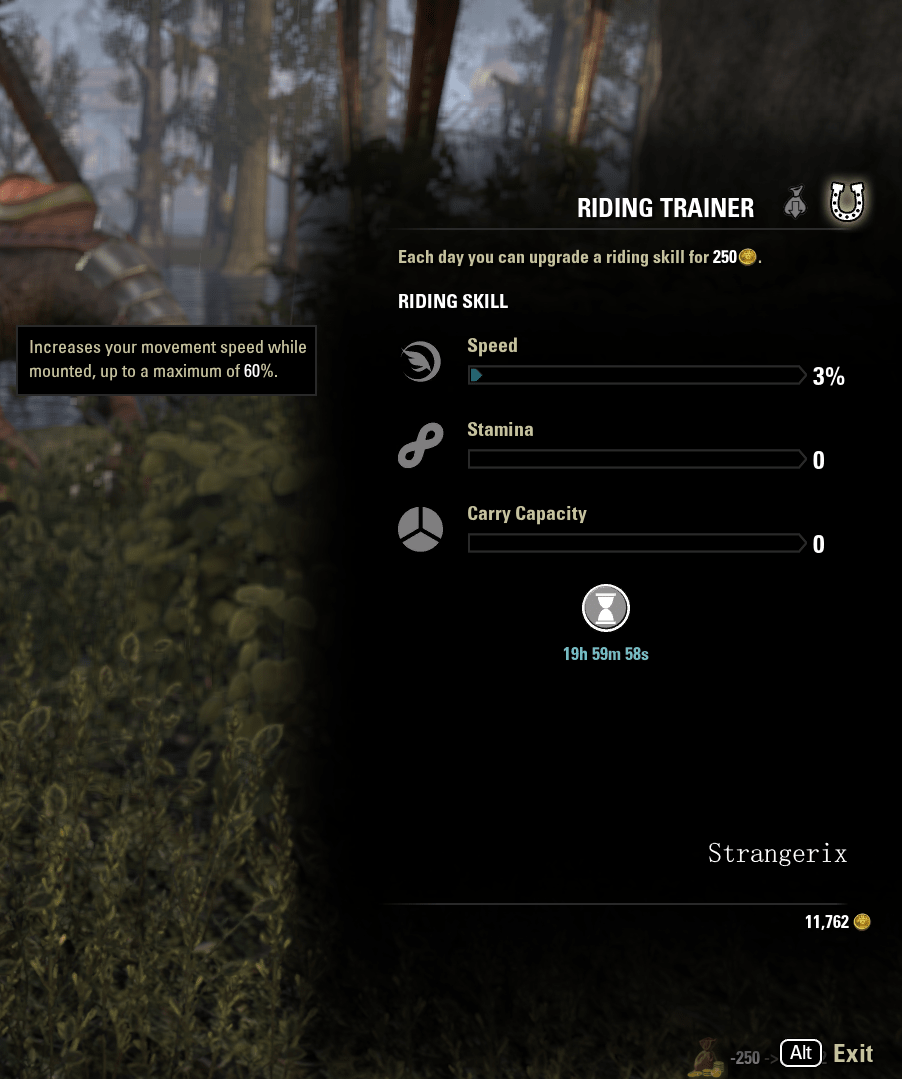 RIDING TRAINER
Each day you can upgrade a riding skill for 250.
RIDING SKILL
Speed
3%
Increases your movement speed while
mounted, up to a maximum of 60%.
Stamina
0
Carry Capacity
0
19h 59m 58s
Strangerix
11,762
-250 -> Alt Exit